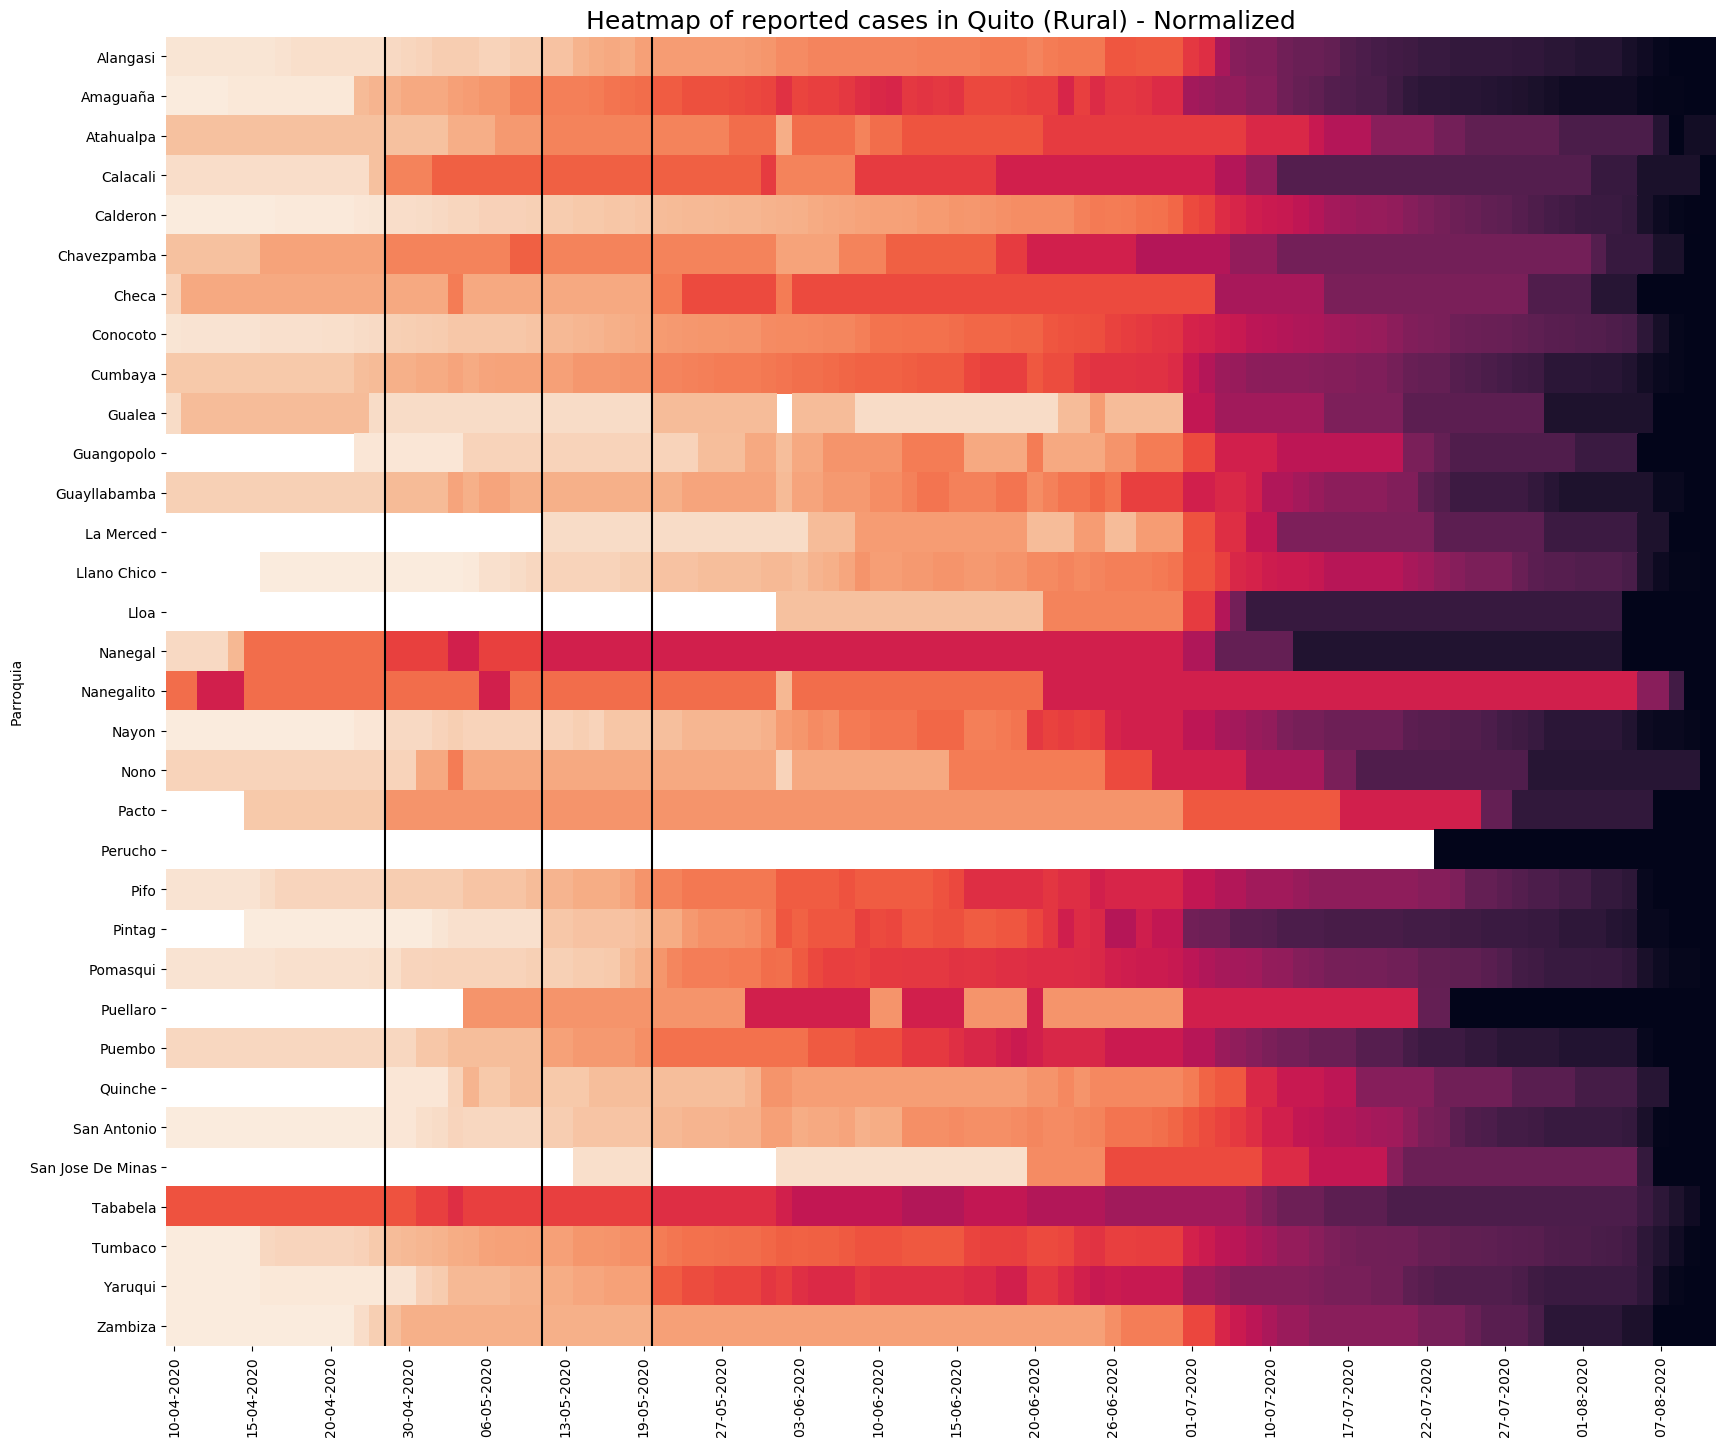 Heatmap of reported cases in Quito (Rural) - Normalized
Parroquia
Alangasi
Amaguaña
Atahualpa
Calacali
Calderon
Chavezpamba
Checa
Conocoto
Cumbaya
Gualea
Guangopolo
Guayllabamba
La Merced
Llano Chico
Lloa
Nanegal
Nanegalito
Nayon
Nono
Pacto
Perucho
Pifo
Pintag
Pomasqui
Puellaro
Puembo
Quinche
San Antonio
San Jose De Minas
Tababela
Tumbaco
Yaruqui
Zambiza
10-04-2020
15-04-2020
20-04-2020
30-04-2020
06-05-2020
13-05-2020
19-05-2020
27-05-2020
03-06-2020
10-06-2020
15-06-2020
20-06-2020
26-06-2020
01-07-2020
10-07-2020
17-07-2020
22-07-2020
27-07-2020
01-08-2020
07-08-2020